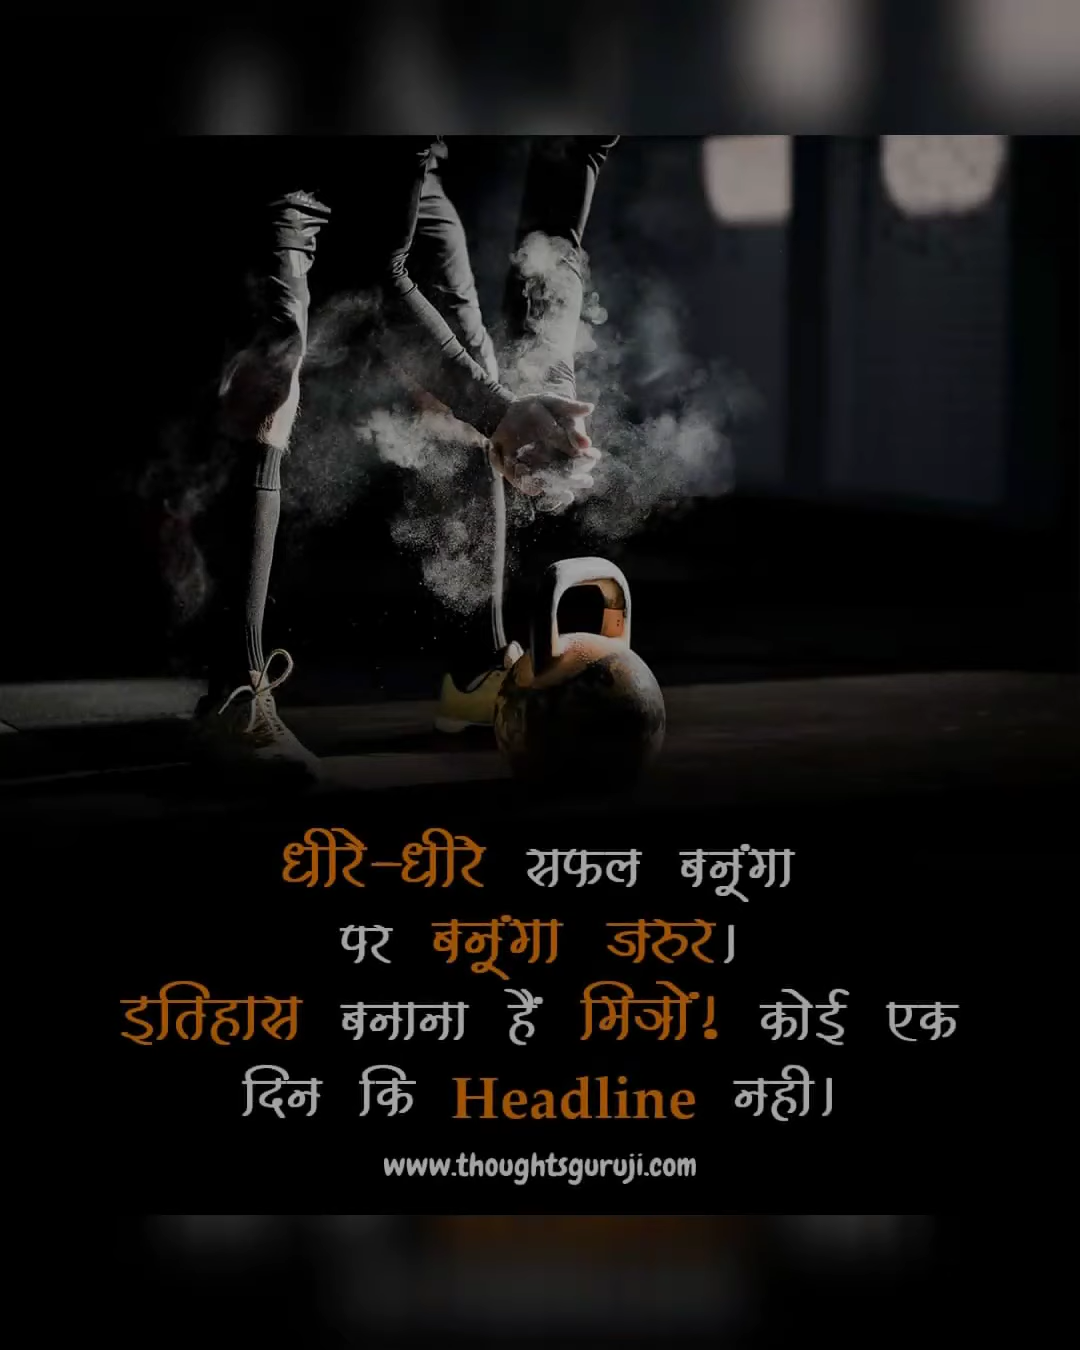 धीरे-धीरे सफल बनूंगा
पर बनूंगा जरुर।
इतिहास बनाना हैं मित्रों! कोई एक
दिन कि Headline नही।
www.thoughtsguruji.com